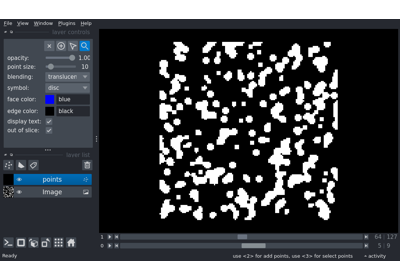 File View Window Plugins Help
layer controls
opacity: 1.00
point size: 10
blending: translucen
symbol: disc
face color: blue
edge color: black
display text:
out of slice:
layer list
points
Image
1 64 127
0 5 9
Ready use <2> for add points, use <3> for select points activity